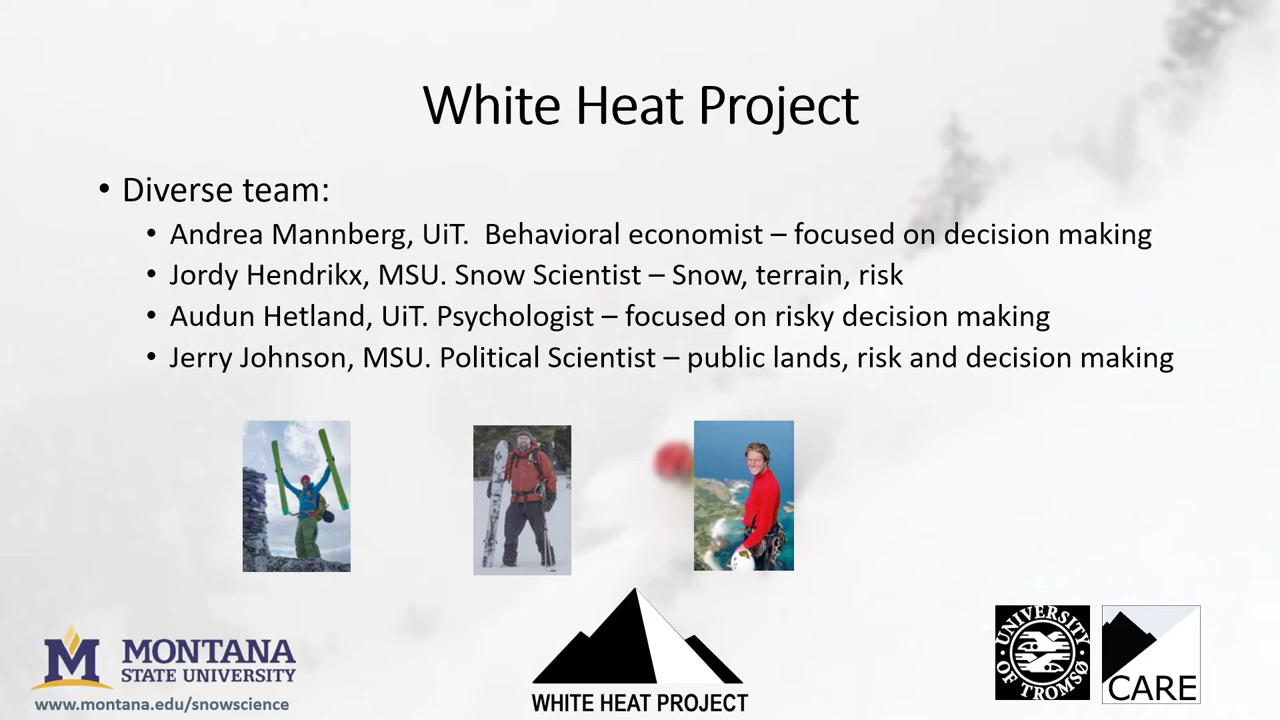 White Heat Project
• Diverse team:
• Andrea Mannberg, UiT.  Behavioral economist – focused on decision making
• Jordy Hendrikx, MSU. Snow Scientist – Snow, terrain, risk
• Audun Hetland, UiT. Psychologist – focused on risky decision making
• Jerry Johnson, MSU. Political Scientist – public lands, risk and decision making
M MONTANA
STATE UNIVERSITY
www.montana.edu/snowscience
WHITE HEAT PROJECT
UNIVERSITY
OF TROMSØ
CARE